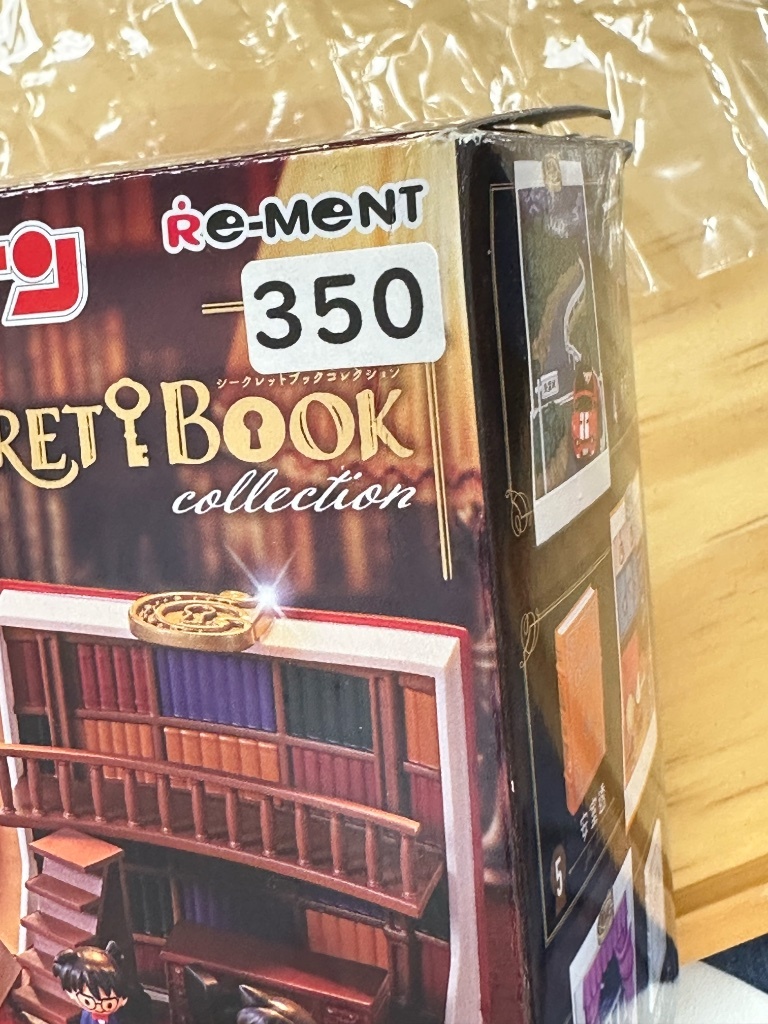 ン
Re-MeNT
350
シークレットブックコレクション
RET BOOK
collection
5